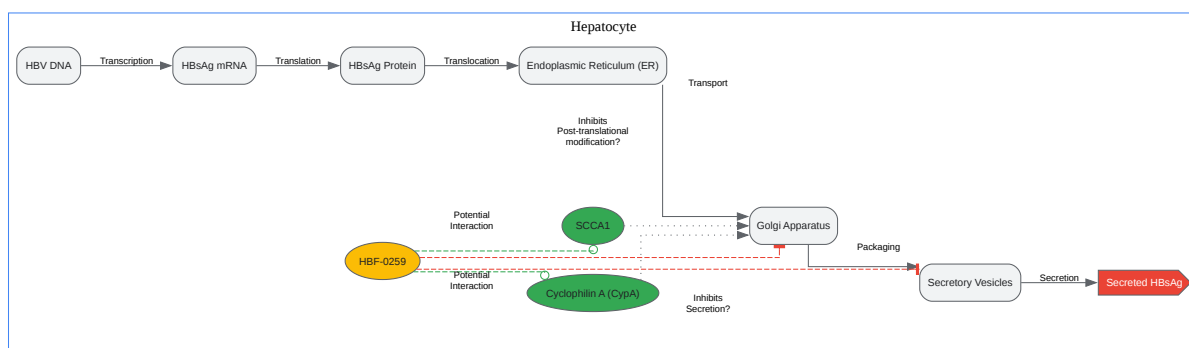 Hepatocyte
HBV DNA
Transcription
HBsAg mRNA
Translation
HBsAg Protein
Translocation
Endoplasmic Reticulum (ER)
Transport
Inhibits
Post-translational
modification?
Potential
Interaction
SCCA1
Golgi Apparatus
Packaging
HBF-0259
Potential
Interaction
Cyclophilin A (CypA)
Inhibits
Secretion?
Secretory Vesicles
Secretion
Secreted HBsAg